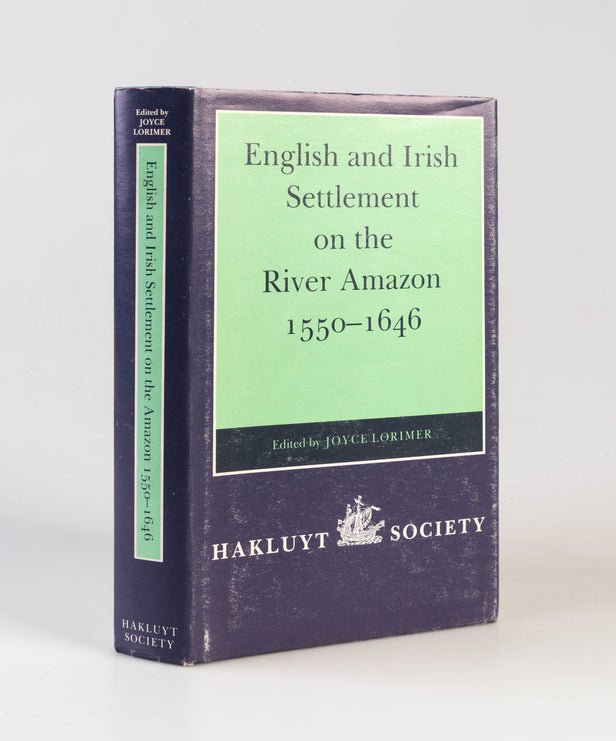 Edited by
JOYCE
LORIMER
English and Irish Settlement on the Amazon 1550–1646
HAKLUYT
SOCIETY
English and Irish
Settlement
on the
River Amazon
1550–1646
Edited by JOYCE LORIMER
HAKLUYT SOCIETY